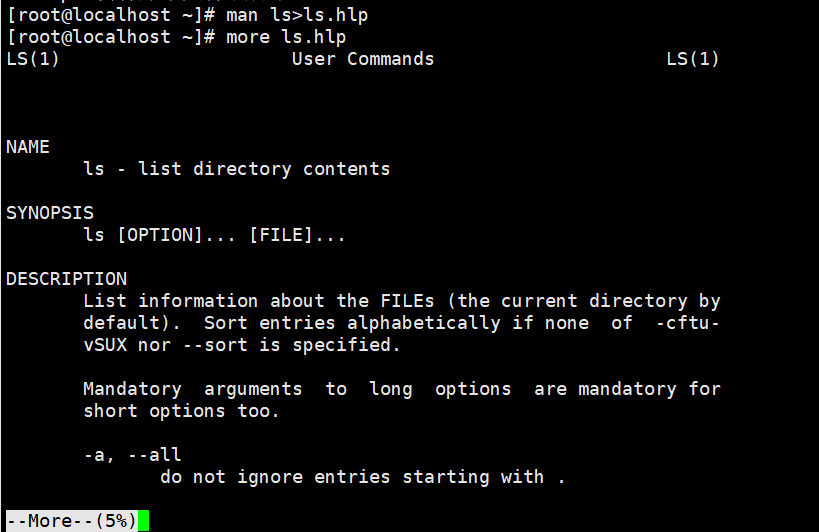 [root@localhost ~]# man ls>ls.hlp
[root@localhost ~]# more ls.hlp
LS(1)                     User Commands                     LS(1)
NAME
       ls - list directory contents
SYNOPSIS
       ls [OPTION]... [FILE]...
DESCRIPTION
       List information about the FILEs (the current directory by
       default).  Sort entries alphabetically if none  of  -cftu-
       vSUX nor --sort is specified.
       Mandatory  arguments  to  long  options  are mandatory for
       short options too.
       -a, --all
              do not ignore entries starting with .
--More--(5%)